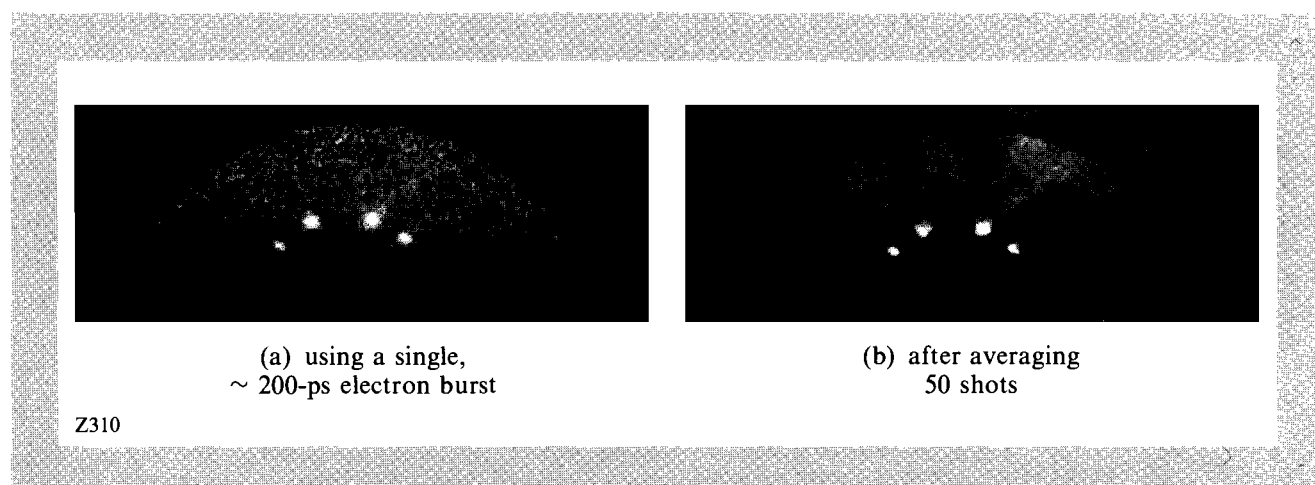 (a) using a single,
~ 200-ps electron burst
(b) after averaging
50 shots
Z310